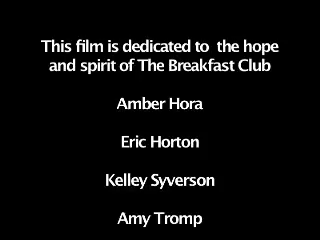 This film is dedicated to the hope
and spirit of The Breakfast Club
Amber Hora
Eric Horton
Kelley Syverson
Amy Tromp